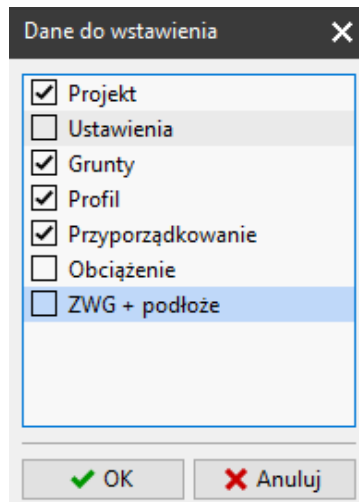 Dane do wstawienia
Projekt
Ustawienia
Grunty
Profil
Przyporządkowanie
Obciążenie
ZWG + podłoże
OK Anuluj